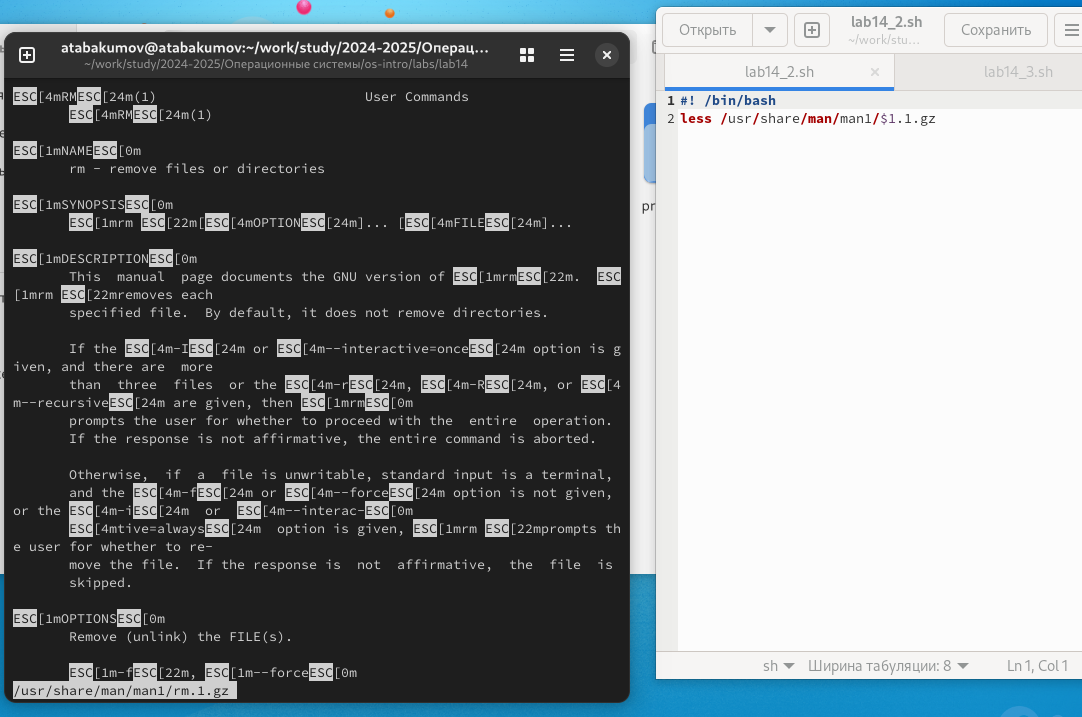 atabakumov@atabakumov:~/work/study/2024-2025/Операц...
~/work/study/2024-2025/Операционные системы/os-intro/labs/lab14
ESC[4mRMESC[24m(1) User Commands
ESC[4mRMESC[24m(1)
ESC[1mNAMEESC[0m
rm - remove files or directories
ESC[1mSYNOPSISESC[0m
ESC[1mrm ESC[22m[ESC[4mOPTIONESC[24m]... [ESC[4mFILEESC[24m]...
ESC[1mDESCRIPTIONESC[0m
This manual page documents the GNU version of ESC[1mrmESC[22m. ESC
[1mrm ESC[22mremoves each
specified file. By default, it does not remove directories.
If the ESC[4m-IESC[24m or ESC[4m--interactive=onceESC[24m option is g
iven, and there are more
than three files or the ESC[4m-rESC[24m, ESC[4m-RESC[24m, or ESC[4
m--recursiveESC[24m are given, then ESC[1mrmESC[0m
prompts the user for whether to proceed with the entire operation.
If the response is not affirmative, the entire command is aborted.
Otherwise, if a file is unwritable, standard input is a terminal,
and the ESC[4m-fESC[24m or ESC[4m--forceESC[24m option is not given,
or the ESC[4m-iESC[24m or ESC[4m--interac-ESC[0m
ESC[4mtive=alwaysESC[24m option is given, ESC[1mrm ESC[22mprompts th
e user for whether to re-
move the file. If the response is not affirmative, the file is
skipped.
ESC[1mOPTIONSESC[0m
Remove (unlink) the FILE(s).
ESC[1m-fESC[22m, ESC[1m--forceESC[0m
/usr/share/man/man1/rm.1.gz
pr
Открыть
lab14_2.sh
~/work/stu...
Сохранить
lab14_2.sh ×
lab14_3.sh
1 #! /bin/bash
2 less /usr/share/man/man1/$1.1.gz
sh
Ширина табуляции: 8
Ln 1, Col 1